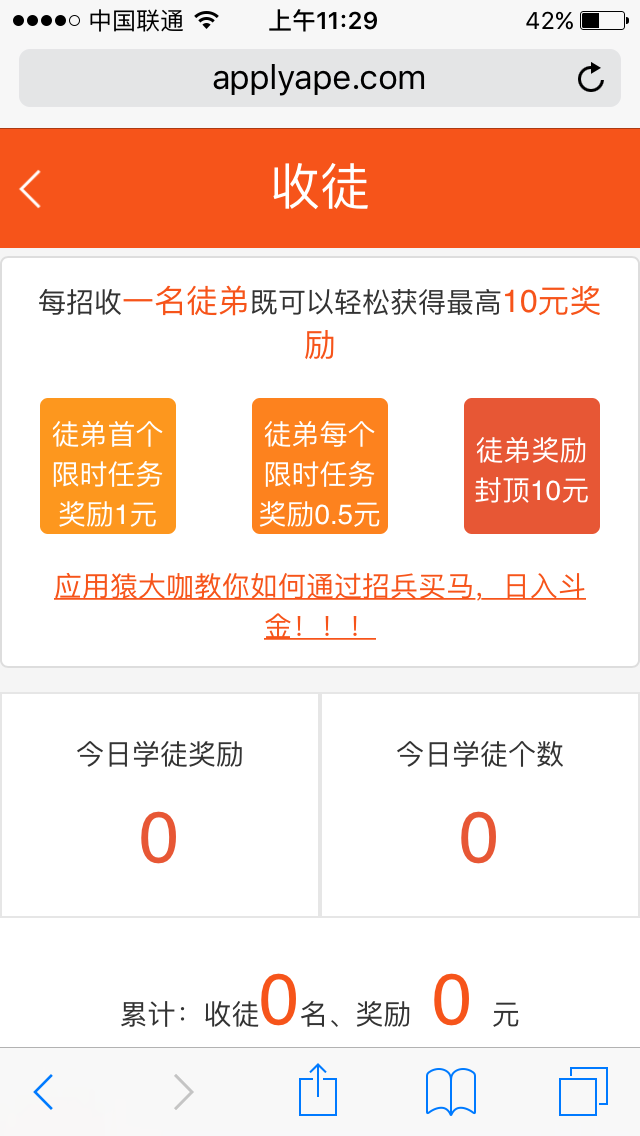 中国联通 上午11:29 42%
applyape.com
收徒
每招收一名徒弟既可以轻松获得最高10元奖
励
徒弟首个
限时任务
奖励1元
徒弟每个
限时任务
奖励0.5元
徒弟奖励
封顶10元
应用猿大咖教你如何通过招兵买马，日入斗
金！！！
今日学徒奖励
0
今日学徒个数
0
累计：收徒0名、奖励 0 元